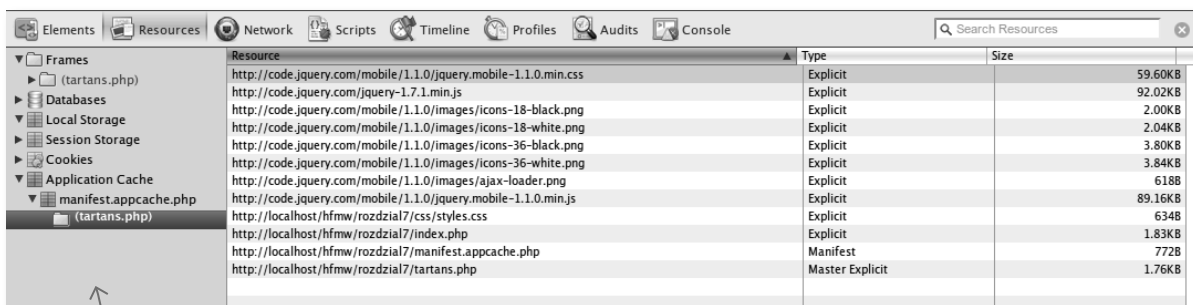 Elements Resources Network Scripts Timeline Profiles Audits Console Search Resources
Frames
(tartans.php)
Databases
Local Storage
Session Storage
Cookies
Application Cache
manifest.appcache.php
(tartans.php)
Resource Type Size
http://code.jquery.com/mobile/1.1.0/jquery.mobile-1.1.0.min.css Explicit 59.60KB
http://code.jquery.com/jquery-1.7.1.min.js Explicit 92.02KB
http://code.jquery.com/mobile/1.1.0/images/icons-18-black.png Explicit 2.00KB
http://code.jquery.com/mobile/1.1.0/images/icons-18-white.png Explicit 2.04KB
http://code.jquery.com/mobile/1.1.0/images/icons-36-black.png Explicit 3.80KB
http://code.jquery.com/mobile/1.1.0/images/icons-36-white.png Explicit 3.84KB
http://code.jquery.com/mobile/1.1.0/images/ajax-loader.png Explicit 618B
http://code.jquery.com/mobile/1.1.0/jquery.mobile-1.1.0.min.js Explicit 89.16KB
http://localhost/hfmw/rozdzial7/css/styles.css Explicit 634B
http://localhost/hfmw/rozdzial7/index.php Explicit 1.83KB
http://localhost/hfmw/rozdzial7/manifest.appcache.php Manifest 772B
http://localhost/hfmw/rozdzial7/tartans.php Master Explicit 1.76KB